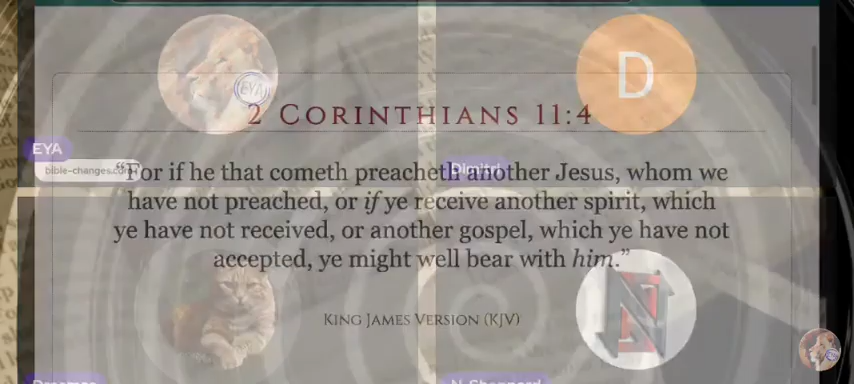 EYA
D
2 CORINTHIANS 11:4
EYA
bible-changes.com
Dimitri
“For if he that cometh preacheth another Jesus, whom we
have not preached, or if ye receive another spirit, which
ye have not received, or another gospel, which ye have not
accepted, ye might well bear with him.”
N
KING JAMES VERSION (KJV)